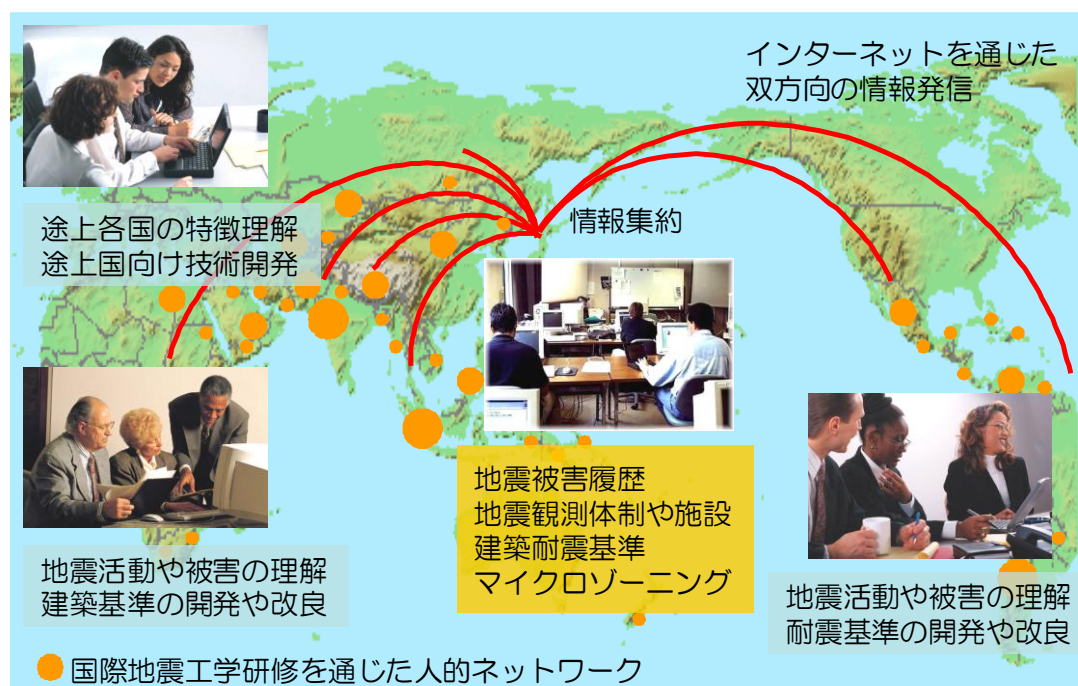 インターネットを通じた
双方向の情報発信
途上各国の特徴理解
途上国向け技術開発
情報集約
地震被害履歴
地震観測体制や施設
建築耐震基準
マイクロゾーニング
地震活動や被害の理解
建築基準の開発や改良
地震活動や被害の理解
耐震基準の開発や改良
国際地震工学研修を通じた人的ネットワーク